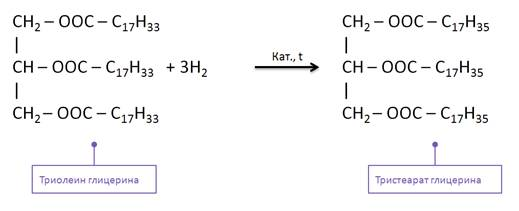 CH₂ – OOC – C₁₇H₃₃
|
CH – OOC – C₁₇H₃₃ + 3H₂
|
CH₂ – OOC – C₁₇H₃₃
Кат., t
CH₂ – OOC – C₁₇H₃₅
|
CH – OOC – C₁₇H₃₅
|
CH₂ – OOC – C₁₇H₃₅
Триолеин глицерина
Тристеарат глицерина